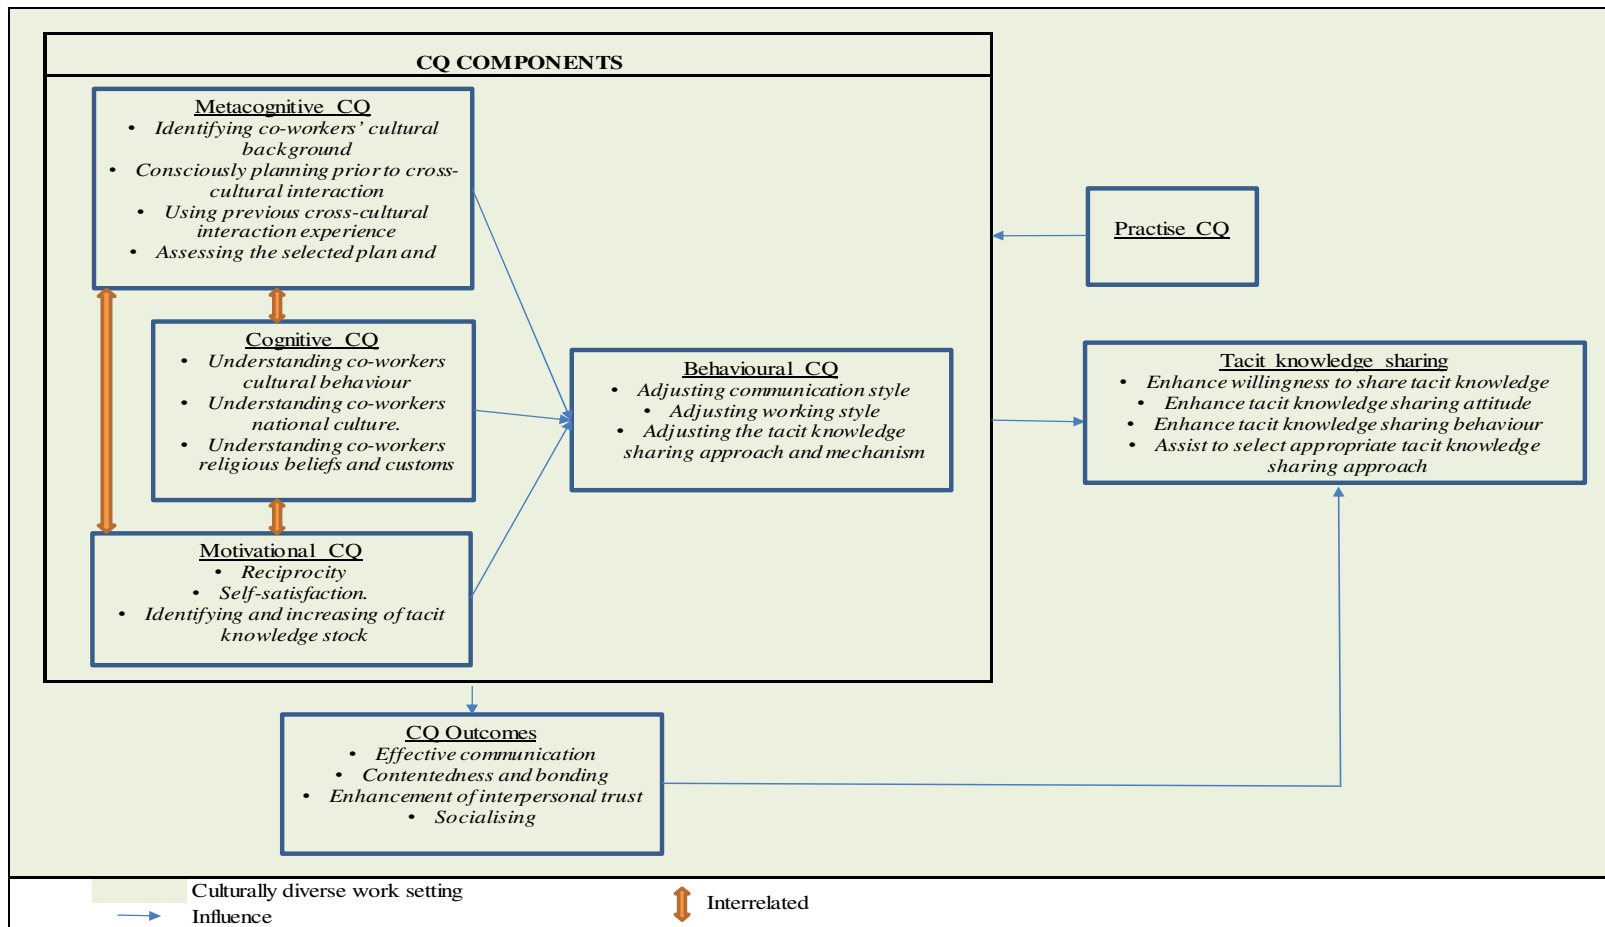 CQ COMPONENTS
Metacognitive CQ
• Identifying co-workers' cultural
background
• Consciously planning prior to cross-
cultural interaction
• Using previous cross-cultural
interaction experience
• Assessing the selected plan and
Cognitive CQ
• Understanding co-workers
cultural behaviour
• Understanding co-workers
national culture.
• Understanding co-workers
religious beliefs and customs
Motivational CQ
• Reciprocity
• Self-satisfaction.
• Identifying and increasing of tacit
knowledge stock
Behavioural CQ
• Adjusting communication style
• Adjusting working style
• Adjusting the tacit knowledge
sharing approach and mechanism
Practise CQ
Tacit knowledge sharing
• Enhance willingness to share tacit knowledge
• Enhance tacit knowledge sharing attitude
• Enhance tacit knowledge sharing behaviour
• Assist to select appropriate tacit knowledge
sharing approach
CQ Outcomes
• Effective communication
• Contentedness and bonding
• Enhancement of interpersonal trust
• Socialising
Culturally diverse work setting
Influence
Interrelated